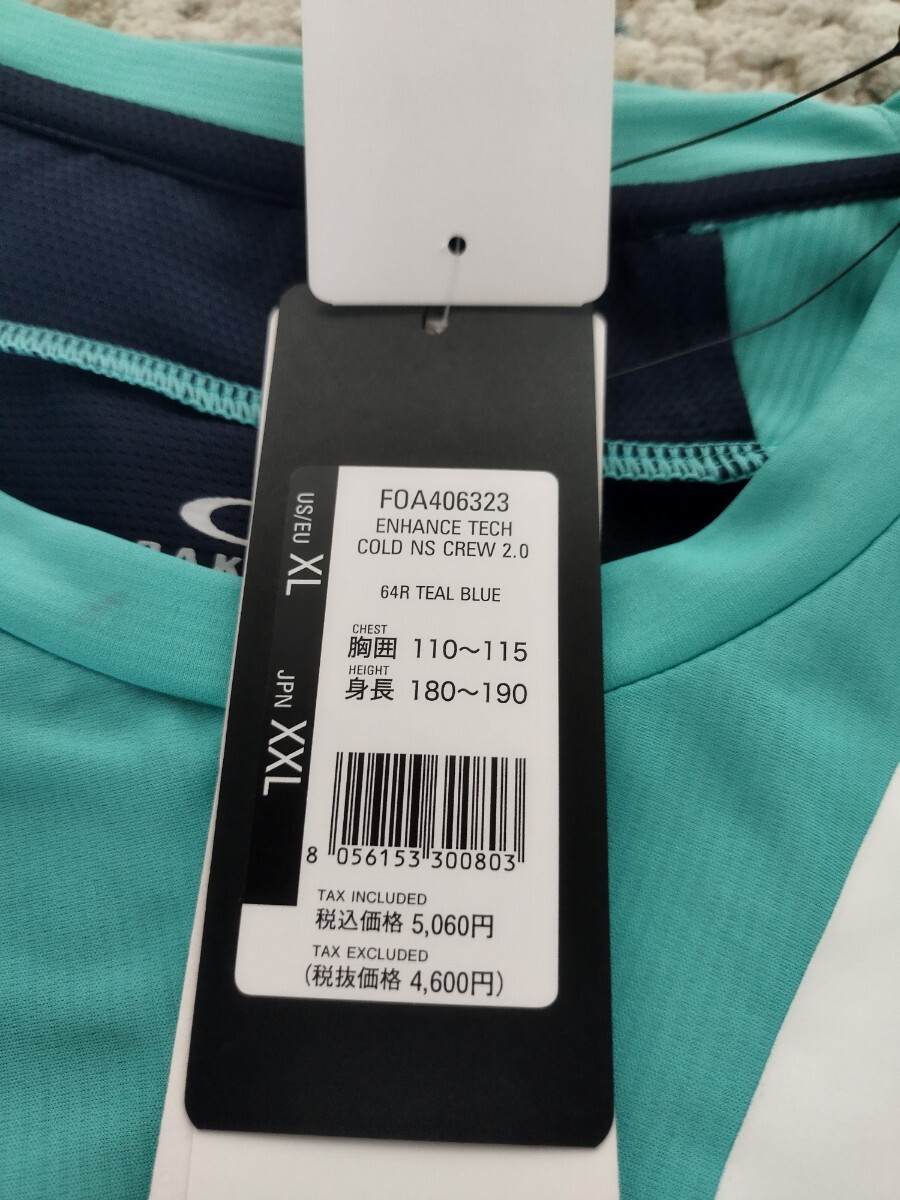 FOA406323
ENHANCE TECH
COLD NS CREW 2.0
64R TEAL BLUE
CHEST
胸囲 110～115
HEIGHT
身長 180～190
US/EU XL
JPN XXL
8 056153 300803
TAX INCLUDED
税込価格 5,060円
TAX EXCLUDED
(税抜価格 4,600円)